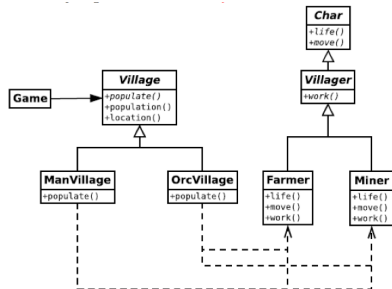 Char
+life()
+move()
Village
+populate()
+population()
+location()
Villager
+work()
Game
ManVillage
+populate()
OrcVillage
+populate()
Farmer
+life()
+move()
+work()
Miner
+life()
+move()
+work()